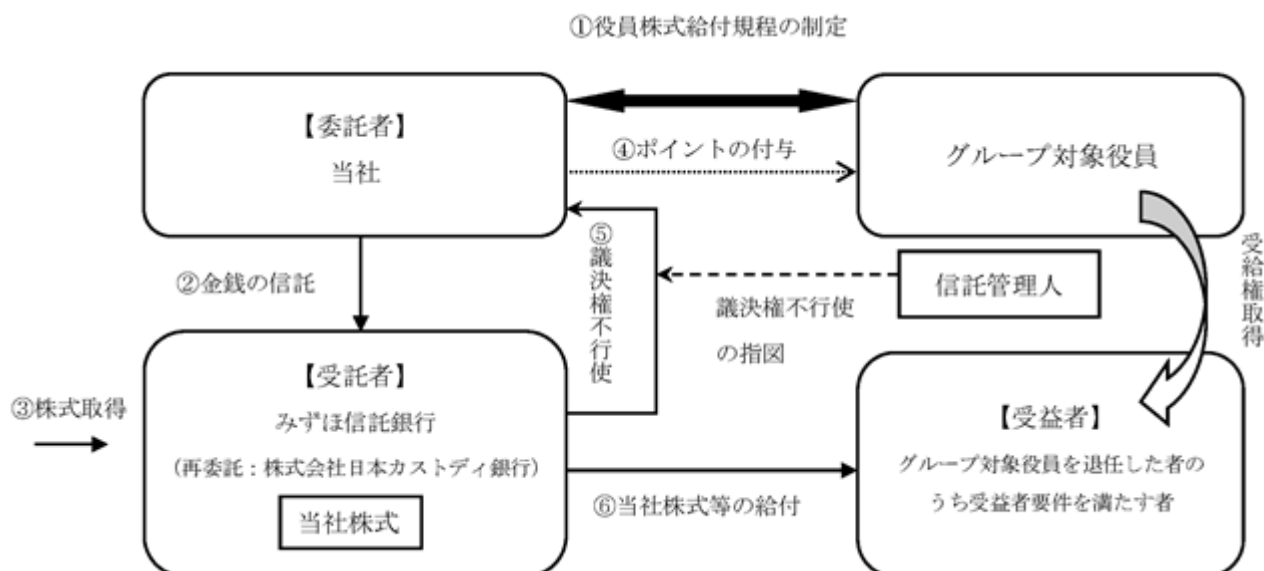 ①役員株式給付規程の制定
【委託者】
当社
④ポイントの付与
グループ対象役員
②金銭の信託
⑤議決権不行使
議決権不行使
の指図
信託管理人
受給権取得
③株式取得
【受託者】
みずほ信託銀行
(再委託:株式会社日本カストディ銀行)
当社株式
⑥当社株式等の給付
【受益者】
グループ対象役員を退任した者の
うち受益者要件を満たす者